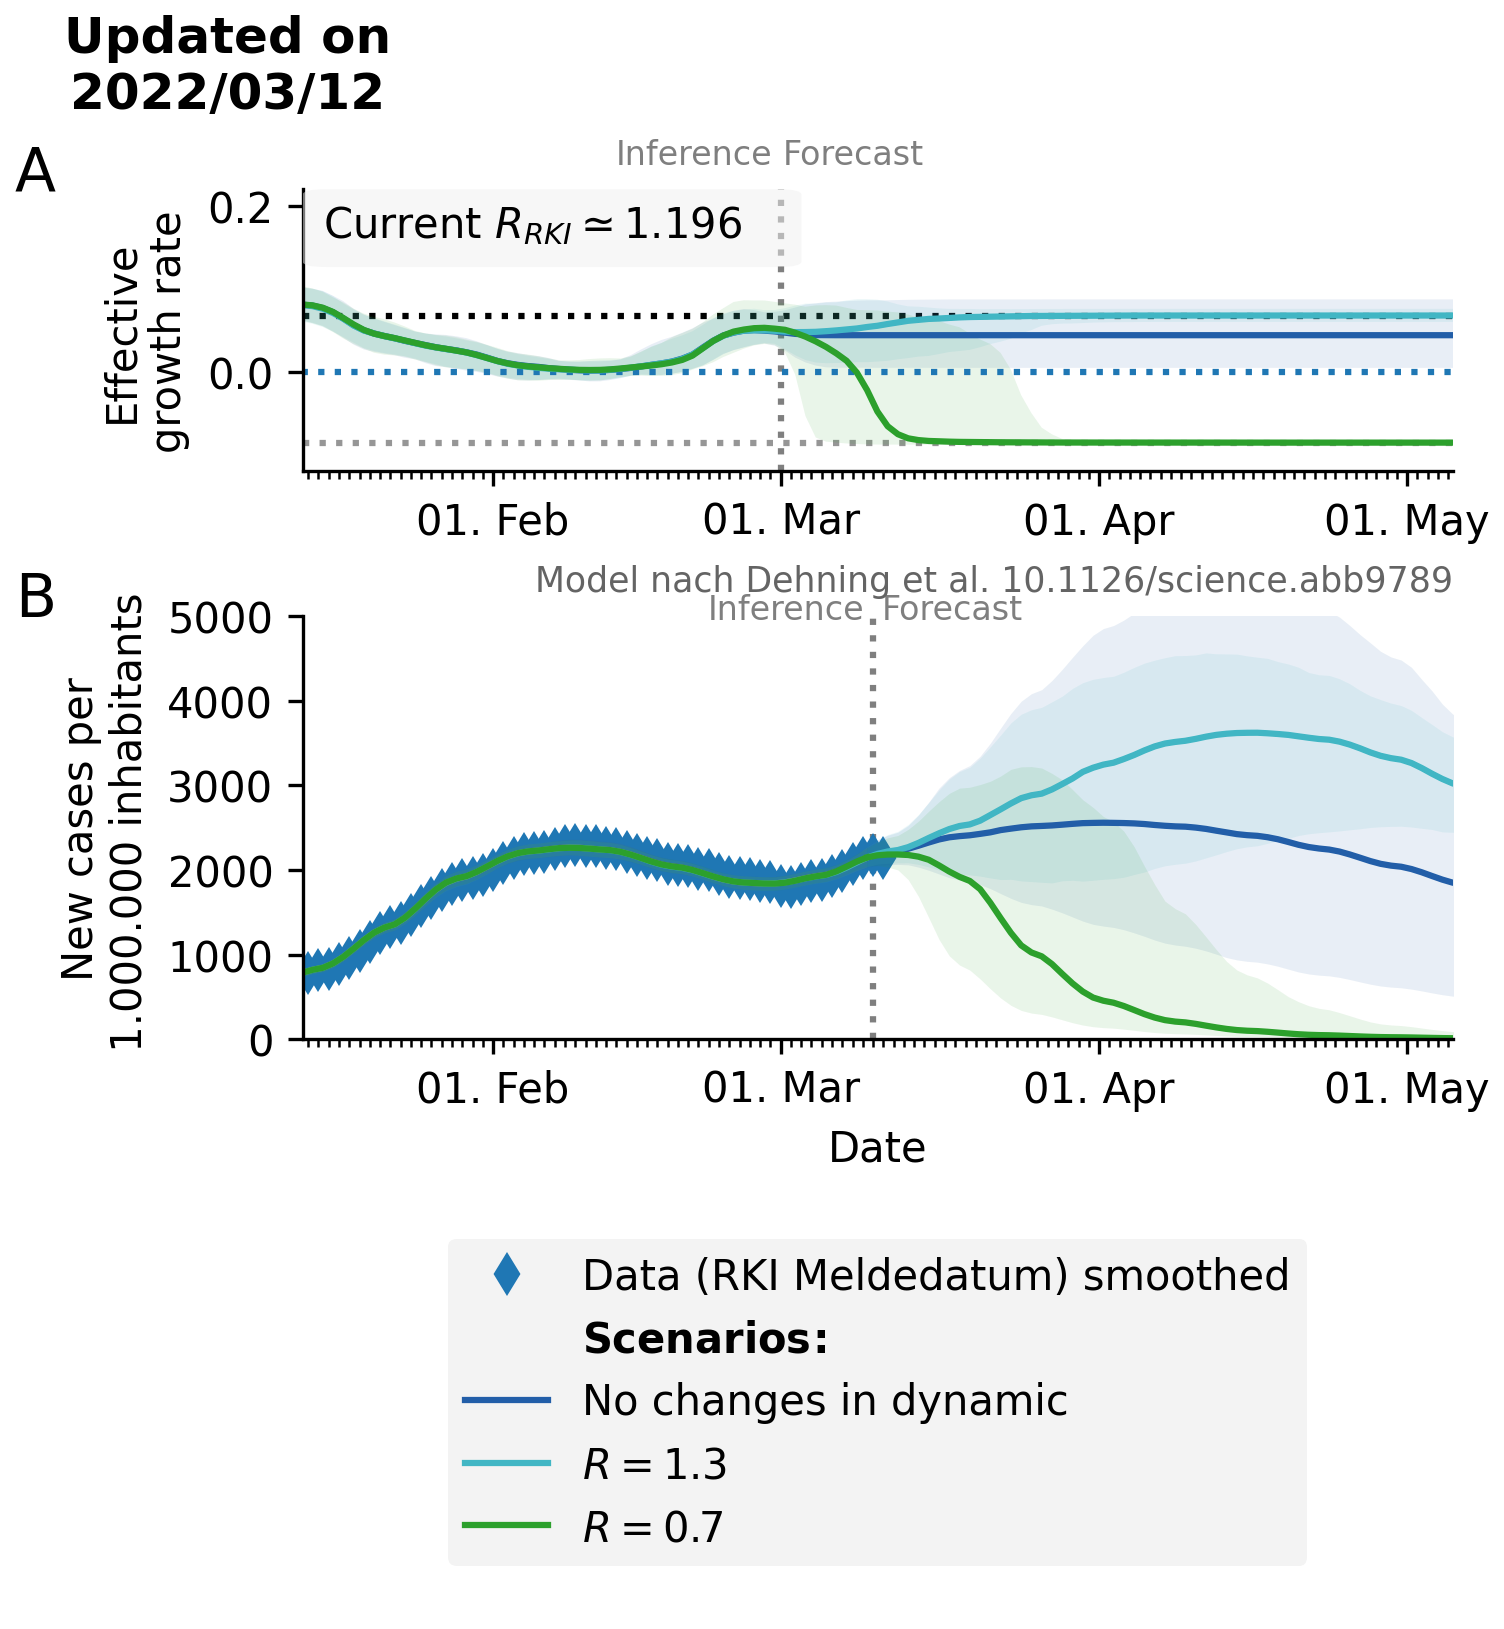 Updated on
2022/03/12
A
Inference Forecast
Current R_RKI ≃ 1.196
Effective
growth rate
0.2
0.0
01. Feb 01. Mar 01. Apr 01. May
B
Model nach Dehning et al. 10.1126/science.abb9789
Inference Forecast
New cases per
1.000.000 inhabitants
5000
4000
3000
2000
1000
0
01. Feb 01. Mar 01. Apr 01. May
Date
Data (RKI Meldedatum) smoothed
Scenarios:
No changes in dynamic
R = 1.3
R = 0.7